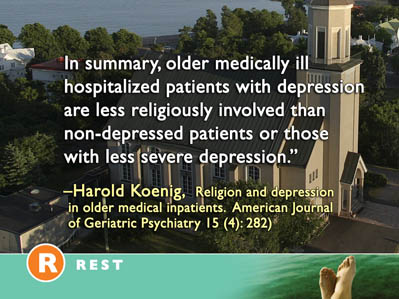 In summary, older medically ill
hospitalized patients with depression
are less religiously involved than
non-depressed patients or those
with less severe depression.”
–Harold Koenig, Religion and depression
in older medical inpatients. American Journal
of Geriatric Psychiatry 15 (4): 282)
R REST